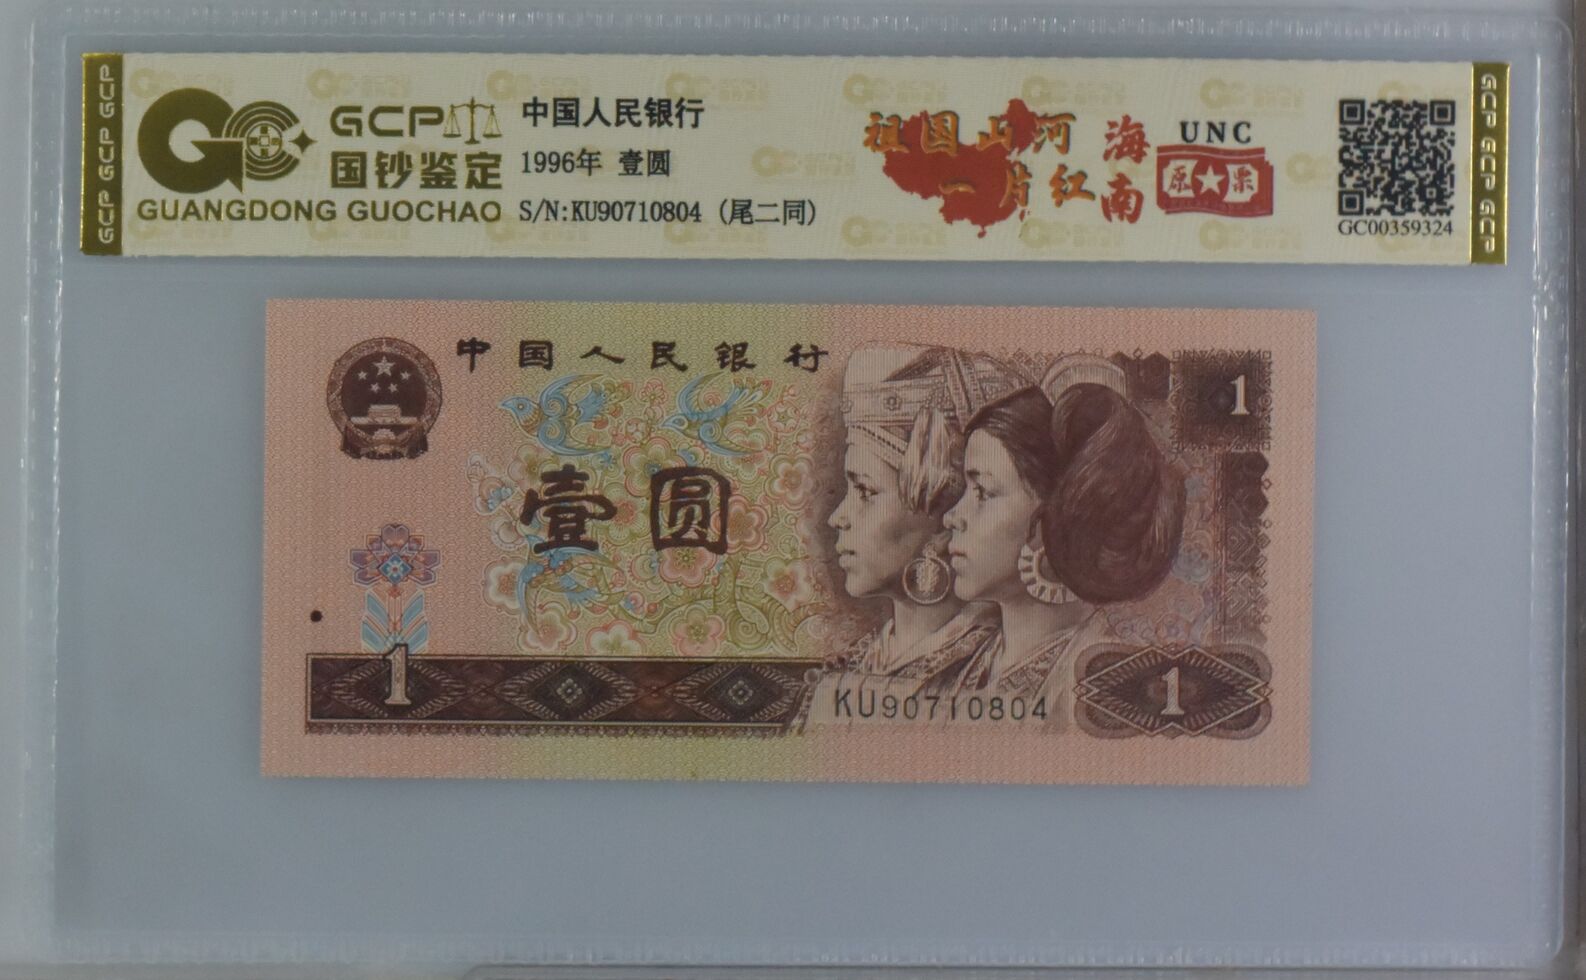 GCP GCP GCP
GCP
国钞鉴定
GUANGDONG GUOCHAO
中国人民银行
1996年 壹圆
S/N:KU90710804 (尾二同)
祖国山河
一片红
海南
UNC
原★票
GC00359324
GCP GCP GCP
中国人民银行
1
壹圆
1
KU90710804
1